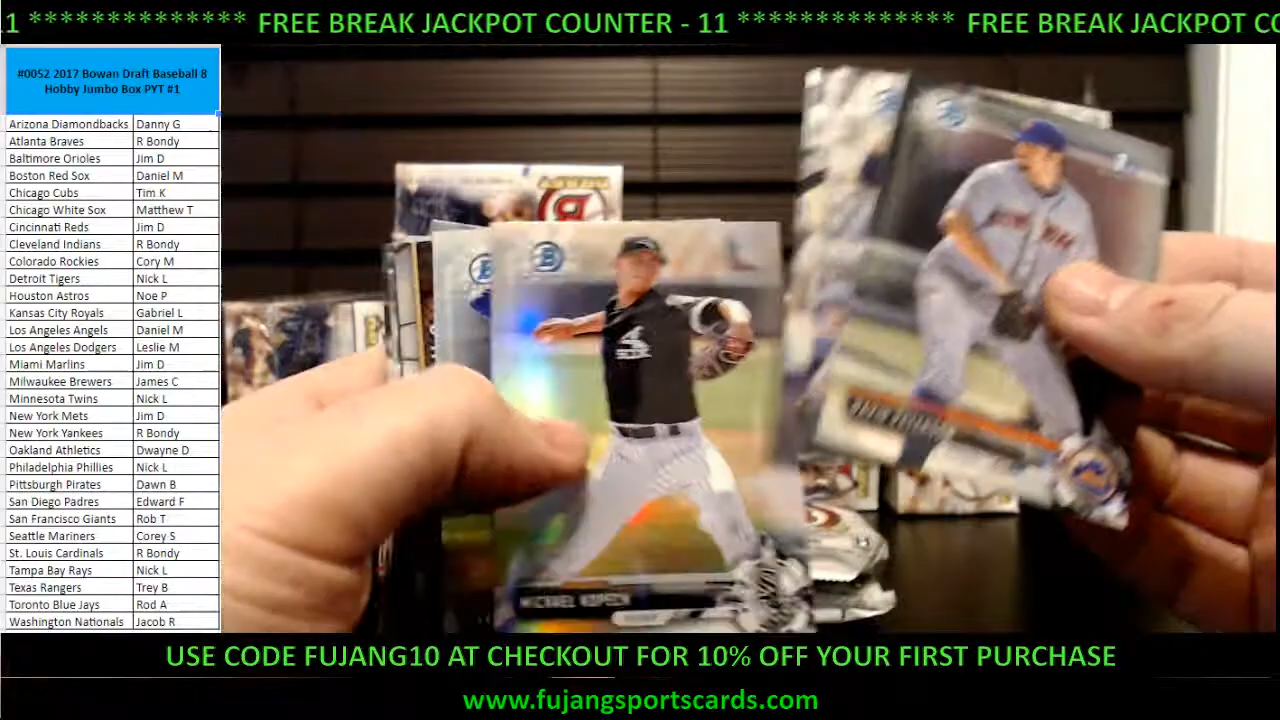 1 ************** FREE BREAK JACKPOT COUNTER - 11 ************** FREE BREAK JACKPOT CO
#0052 2017 Bowan Draft Baseball 8
Hobby Jumbo Box PYT #1
Arizona Diamondbacks Danny G
Atlanta Braves R Bondy
Baltimore Orioles Jim D
Boston Red Sox Daniel M
Chicago Cubs Tim K
Chicago White Sox Matthew T
Cincinnati Reds Jim D
Cleveland Indians R Bondy
Colorado Rockies Cory M
Detroit Tigers Nick L
Houston Astros Noe P
Kansas City Royals Gabriel L
Los Angeles Angels Daniel M
Los Angeles Dodgers Leslie M
Miami Marlins Jim D
Milwaukee Brewers James C
Minnesota Twins Nick L
New York Mets Jim D
New York Yankees R Bondy
Oakland Athletics Dwayne D
Philadelphia Phillies Nick L
Pittsburgh Pirates Dawn B
San Diego Padres Edward F
San Francisco Giants Rob T
Seattle Mariners Corey S
St. Louis Cardinals R Bondy
Tampa Bay Rays Nick L
Texas Rangers Trey B
Toronto Blue Jays Rod A
Washington Nationals Jacob R
MICHAEL KOPECH
USE CODE FUJANG10 AT CHECKOUT FOR 10% OFF YOUR FIRST PURCHASE
www.fujangsportscards.com